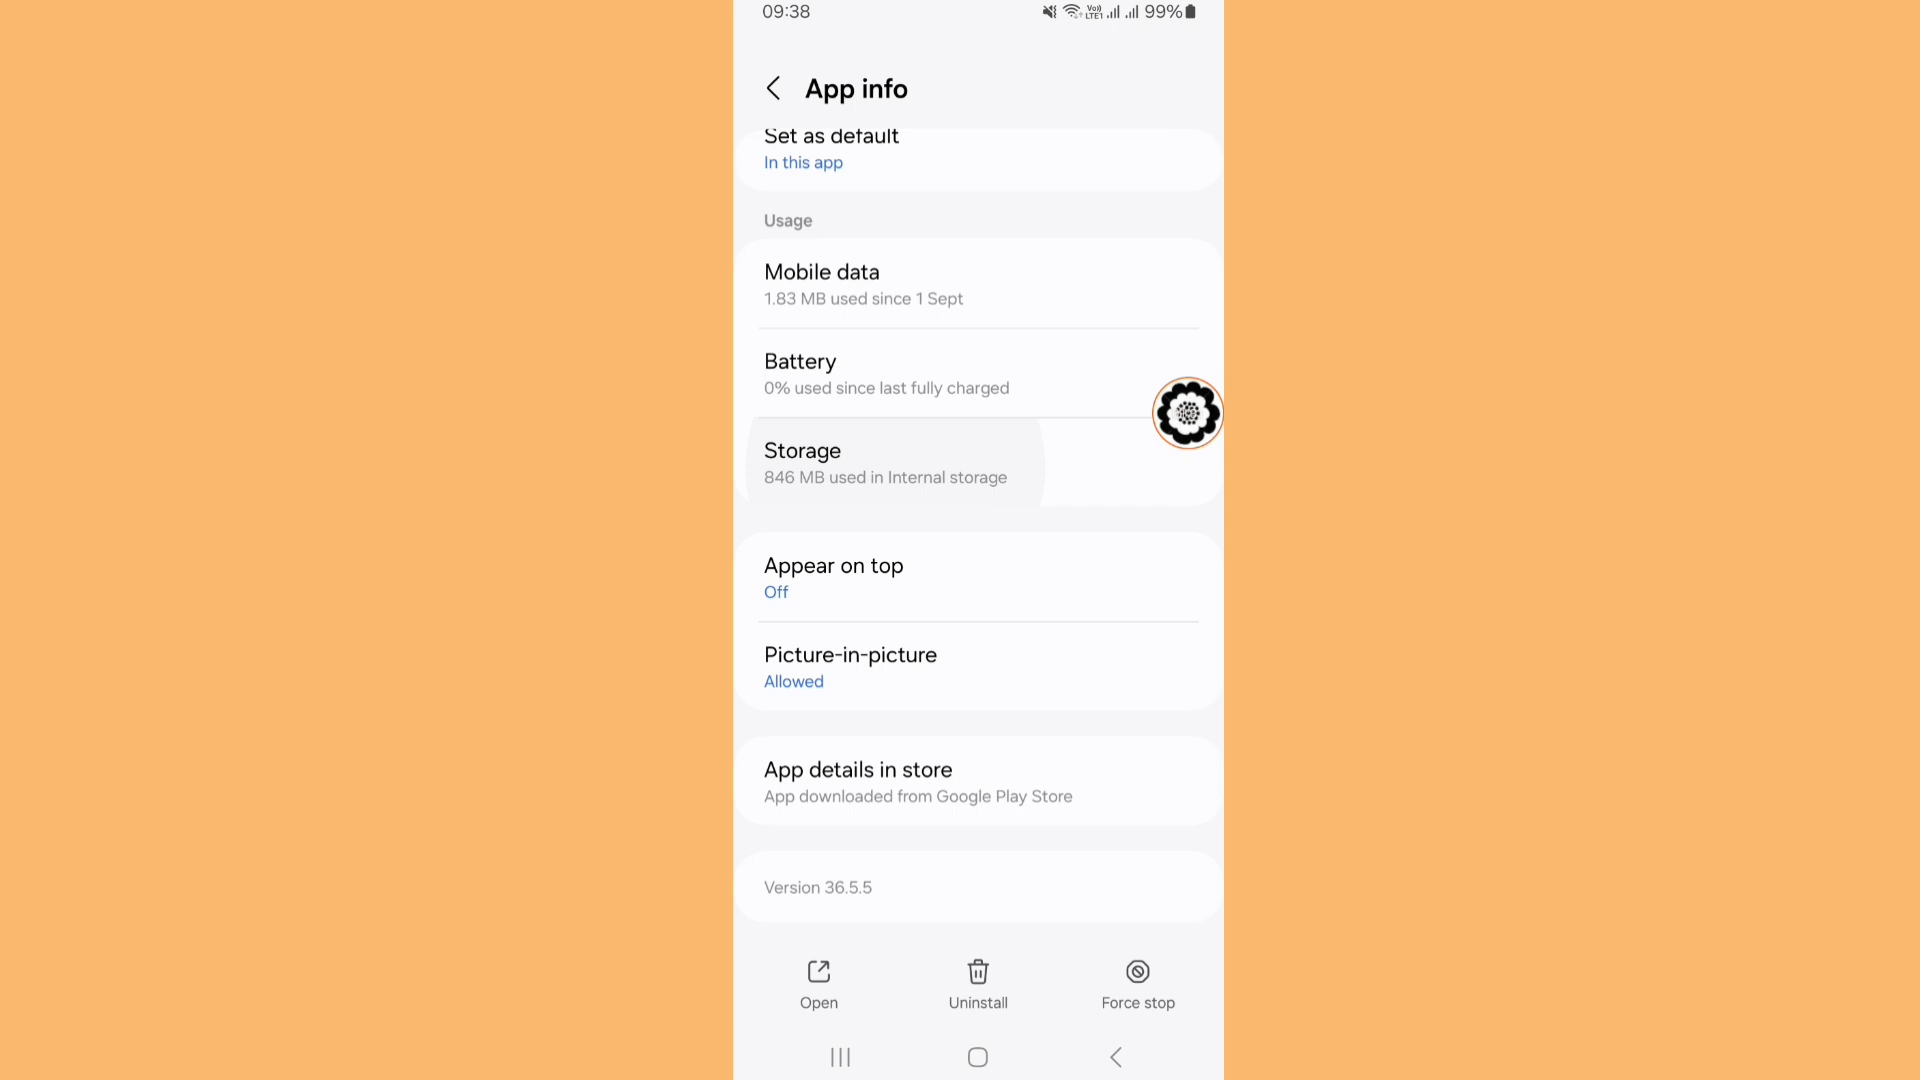 09:38
Vo))
LTE1
99%
App info
Set as default
In this app
Usage
Mobile data
1.83 MB used since 1 Sept
Battery
0% used since last fully charged
Storage
846 MB used in Internal storage
Appear on top
Off
Picture-in-picture
Allowed
App details in store
App downloaded from Google Play Store
Version 36.5.5
Open
Uninstall
Force stop